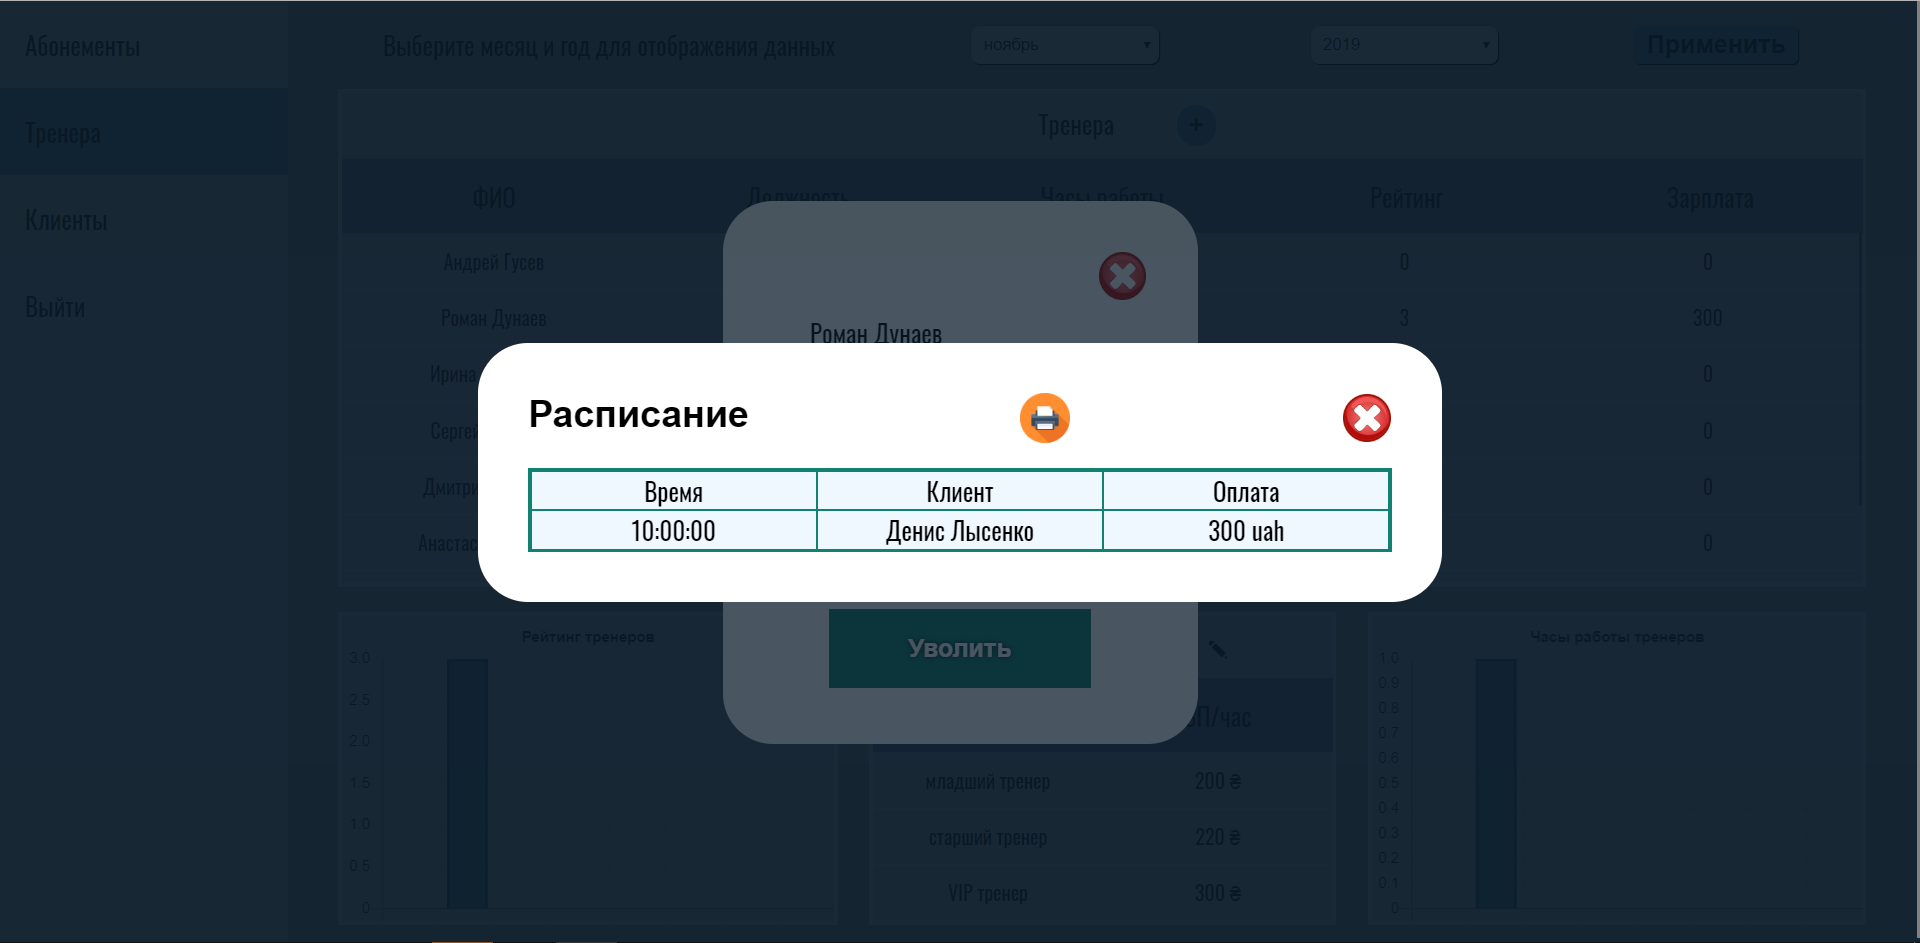 Абонементы
Тренера
Клиенты
Выйти
Выберите месяц и год для отображения данных
ноябрь
2019
Применить
Тренера +
ФИО Должность Часы работы Рейтинг Зарплата
Андрей Гусев 0 0
Роман Дунаев 3 300
Ирина 0
Сергей 0
Дмитри 0
Анастас 0
Роман Дунаев
Расписание
Время Клиент Оплата
10:00:00 Денис Лысенко 300 uah
Уволить
Рейтинг тренеров
3.0
2.5
2.0
1.5
1.0
0.5
0
ЗП/час
младший тренер 200 ₴
старший тренер 220 ₴
VIP тренер 300 ₴
Часы работы тренеров
1.0
0.9
0.8
0.7
0.6
0.5
0.4
0.3
0.2
0.1
0